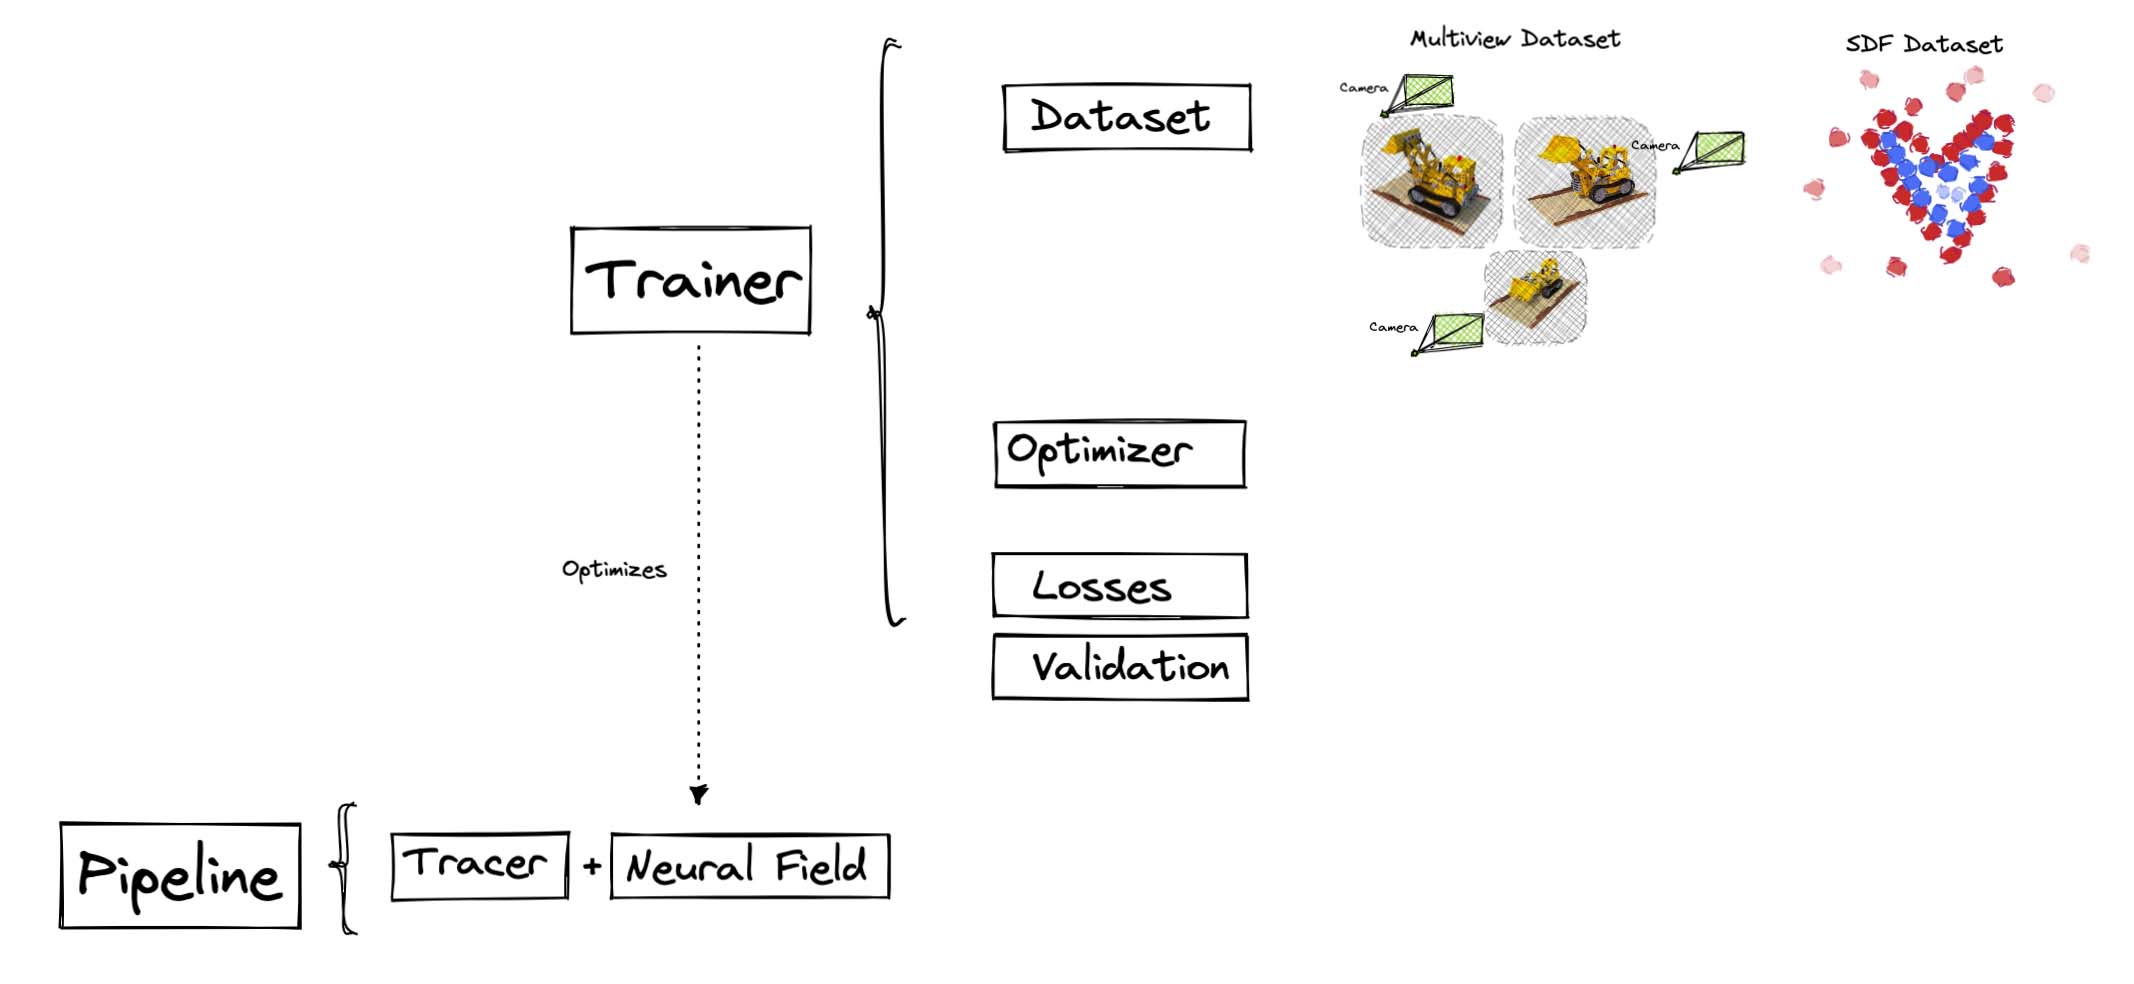 Multiview Dataset
SDF Dataset
Camera
Dataset
Camera
Trainer
Camera
Optimizer
Optimizes
Losses
Validation
Pipeline
Tracer + Neural Field